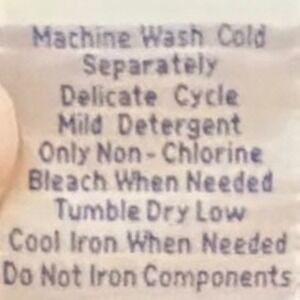 Machine Wash Cold
Separately
Delicate Cycle
Mild Detergent
Only Non-Chlorine
Bleach When Needed
Tumble Dry Low
Cool Iron When Needed
Do Not Iron Components